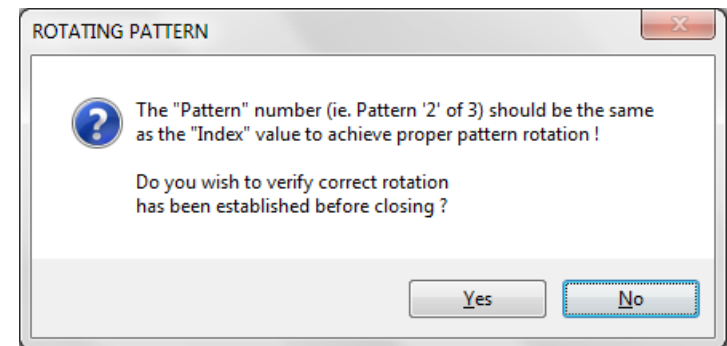 ROTATING PATTERN
The "Pattern" number (ie. Pattern '2' of 3) should be the same
as the "Index" value to achieve proper pattern rotation !
Do you wish to verify correct rotation
has been established before closing ?
Yes
No